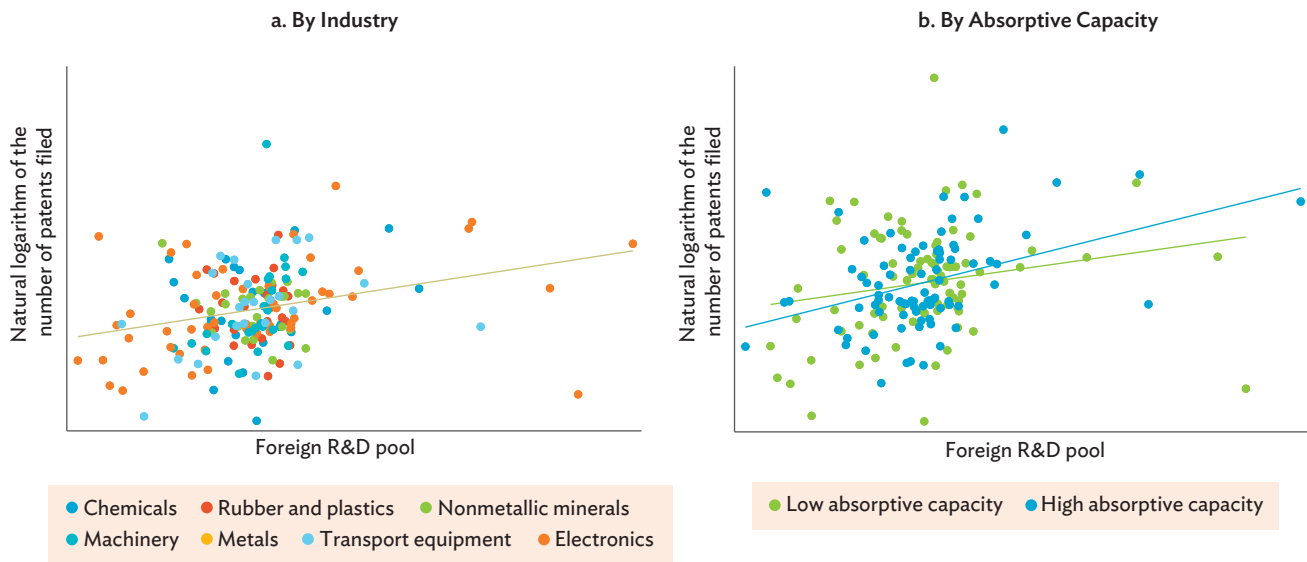 a. By Industry
Natural logarithm of the
number of patents filed
Foreign R&D pool
Chemicals
Rubber and plastics
Nonmetallic minerals
Machinery
Metals
Transport equipment
Electronics
b. By Absorptive Capacity
Natural logarithm of the
number of patents filed
Foreign R&D pool
Low absorptive capacity
High absorptive capacity